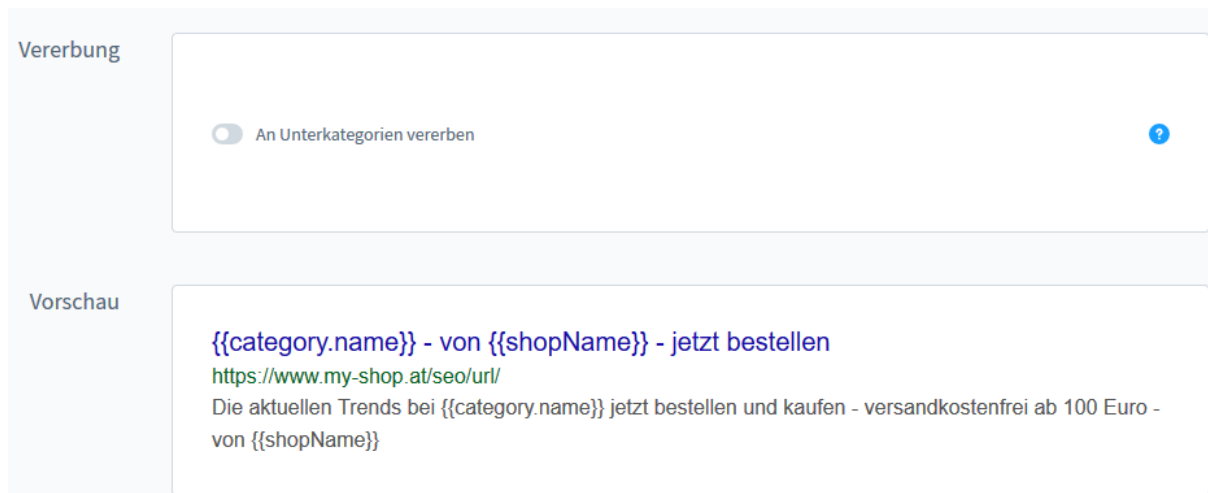 Vererbung
An Unterkategorien vererben
?
Vorschau
{{category.name}} - von {{shopName}} - jetzt bestellen
https://www.my-shop.at/seo/url/
Die aktuellen Trends bei {{category.name}} jetzt bestellen und kaufen - versandkostenfrei ab 100 Euro -
von {{shopName}}